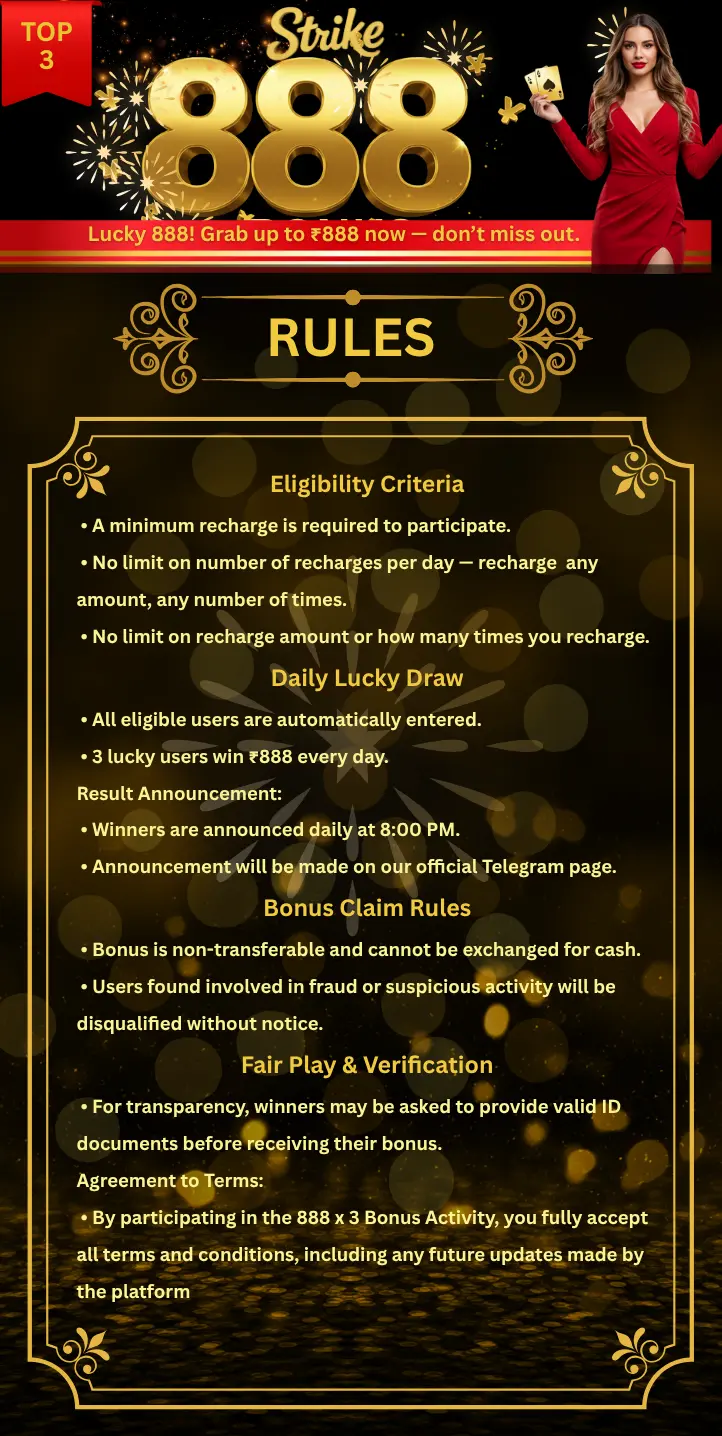 TOP
3
Strike
888
Lucky 888! Grab up to ₹888 now — don't miss out.
RULES
Eligibility Criteria
• A minimum recharge is required to participate.
• No limit on number of recharges per day — recharge any
amount, any number of times.
• No limit on recharge amount or how many times you recharge.
Daily Lucky Draw
• All eligible users are automatically entered.
• 3 lucky users win ₹888 every day.
Result Announcement:
• Winners are announced daily at 8:00 PM.
• Announcement will be made on our official Telegram page.
Bonus Claim Rules
• Bonus is non-transferable and cannot be exchanged for cash.
• Users found involved in fraud or suspicious activity will be
disqualified without notice.
Fair Play & Verification
• For transparency, winners may be asked to provide valid ID
documents before receiving their bonus.
Agreement to Terms:
• By participating in the 888 x 3 Bonus Activity, you fully accept
all terms and conditions, including any future updates made by
the platform